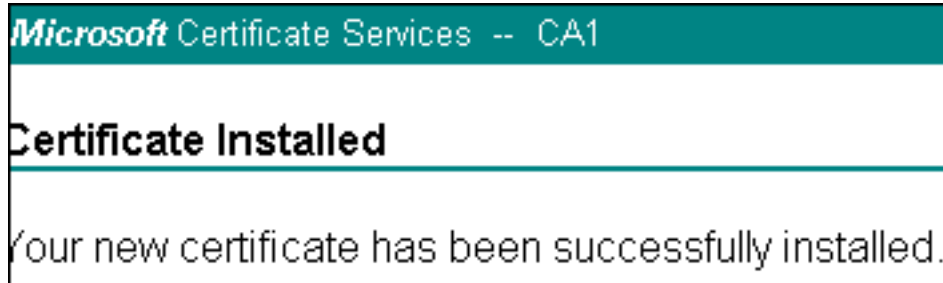 Microsoft Certificate Services -- CA1
Certificate Installed
Your new certificate has been successfully installed.